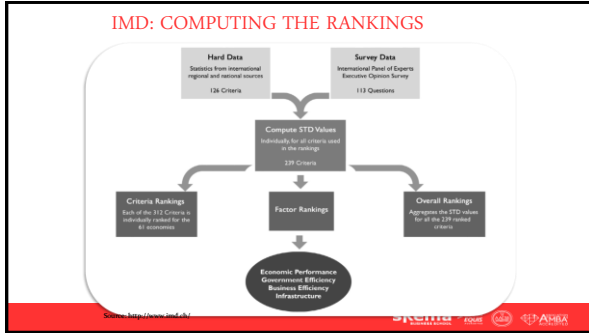 IMD: COMPUTING THE RANKINGS
Hard Data
Statistics from international
regional and national sources
126 Criteria
Survey Data
International Panel of Experts
Executive Opinion Survey
113 Questions
Compute STD Values
Individually for all criteria used
in the rankings
239 Criteria
Criteria Rankings
Each of the 312 Criteria is
individually ranked for the
61 economies
Factor Rankings
Overall Rankings
Aggregates the STD values
for all the 239 ranked
criteria
Economic Performance
Government Efficiency
Business Efficiency
Infrastructure
Source: http://www.imd.ch/
skema
BUSINESS SCHOOL
EQUIS
AMBA